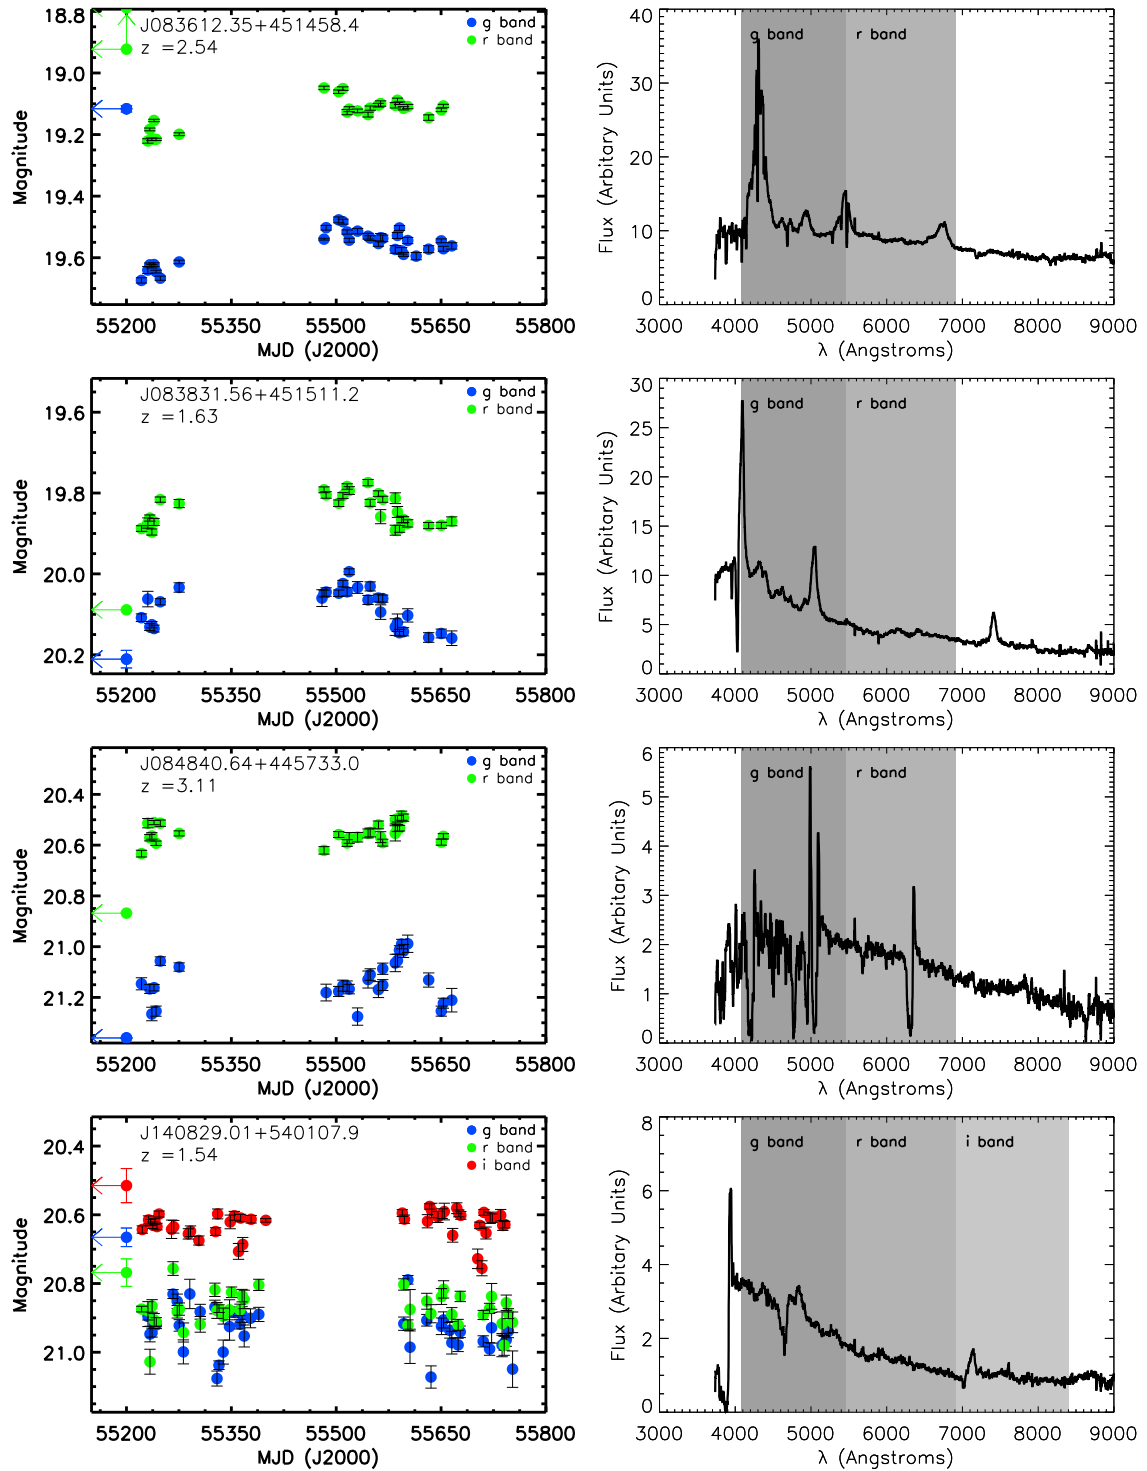 J083612.35+451458.4
z =2.54
g band
r band
18.8
19.0
19.2
19.4
19.6
Magnitude
55200 55350 55500 55650 55800
MJD (J2000)
g band r band
40
30
20
10
0
Flux (Arbitary Units)
3000 4000 5000 6000 7000 8000 9000
λ (Angstroms)
J083831.56+451511.2
z =1.63
g band
r band
19.6
19.8
20.0
20.2
Magnitude
55200 55350 55500 55650 55800
MJD (J2000)
g band r band
30
25
20
15
10
5
0
Flux (Arbitary Units)
3000 4000 5000 6000 7000 8000 9000
λ (Angstroms)
J084840.64+445733.0
z =3.11
g band
r band
20.4
20.6
20.8
21.0
21.2
Magnitude
55200 55350 55500 55650 55800
MJD (J2000)
g band r band
6
5
4
3
2
1
0
Flux (Arbitary Units)
3000 4000 5000 6000 7000 8000 9000
λ (Angstroms)
J140829.01+540107.9
z =1.54
g band
r band
i band
20.4
20.6
20.8
21.0
Magnitude
55200 55350 55500 55650 55800
MJD (J2000)
g band r band i band
8
6
4
2
0
Flux (Arbitary Units)
3000 4000 5000 6000 7000 8000 9000
λ (Angstroms)